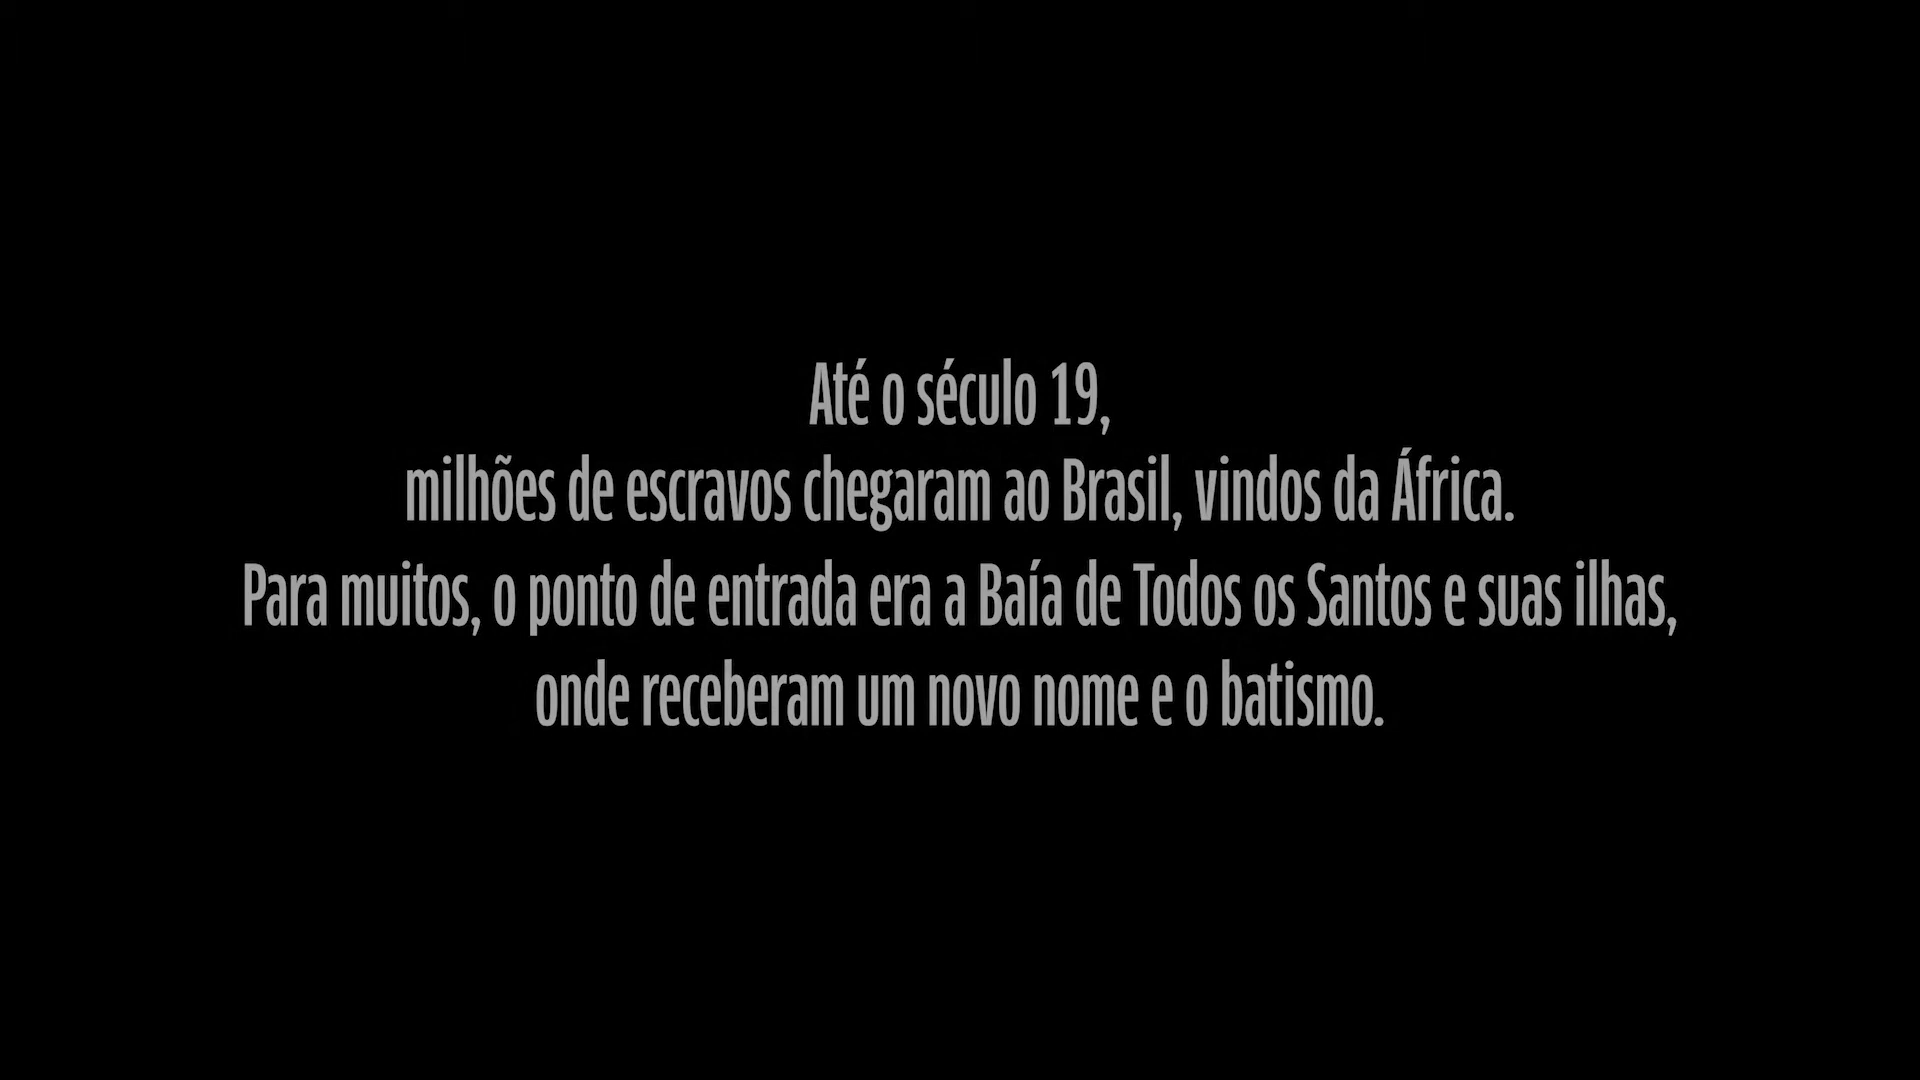 Até o século 19,
milhões de escravos chegaram ao Brasil, vindos da África.
Para muitos, o ponto de entrada era a Baía de Todos os Santos e suas ilhas,
onde receberam um novo nome e o batismo.